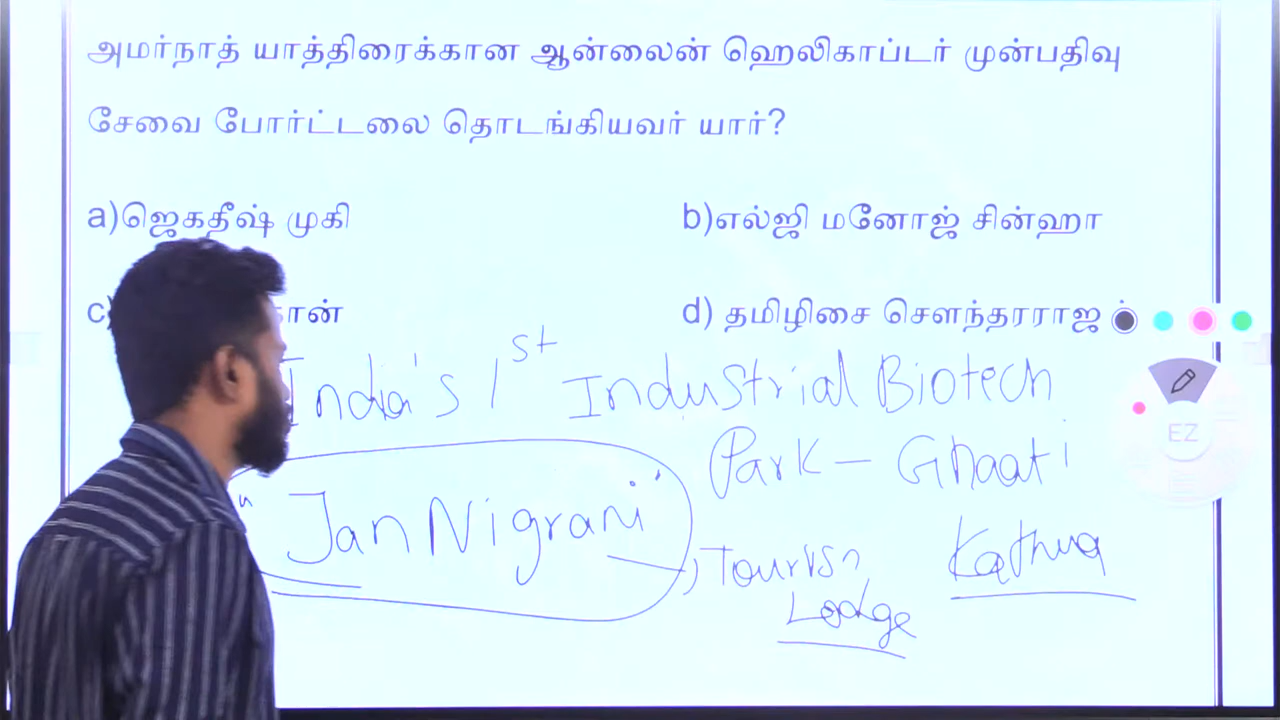 அமர்நாத் யாத்திரைக்கான ஆன்லைன் ஹெலிகாப்டர் முன்பதிவு
சேவை போர்ட்டலை தொடங்கியவர் யார்?
a)ஜெகதீஷ் முகி
b)எல்ஜி மனோஜ் சின்ஹா
d) தமிழிசை சௌந்தரராஜ
India's 1st Industrial Biotech
Park - Ghaati
Kathua
"Jan Nigrani"
Tourism
Lodge
EZ